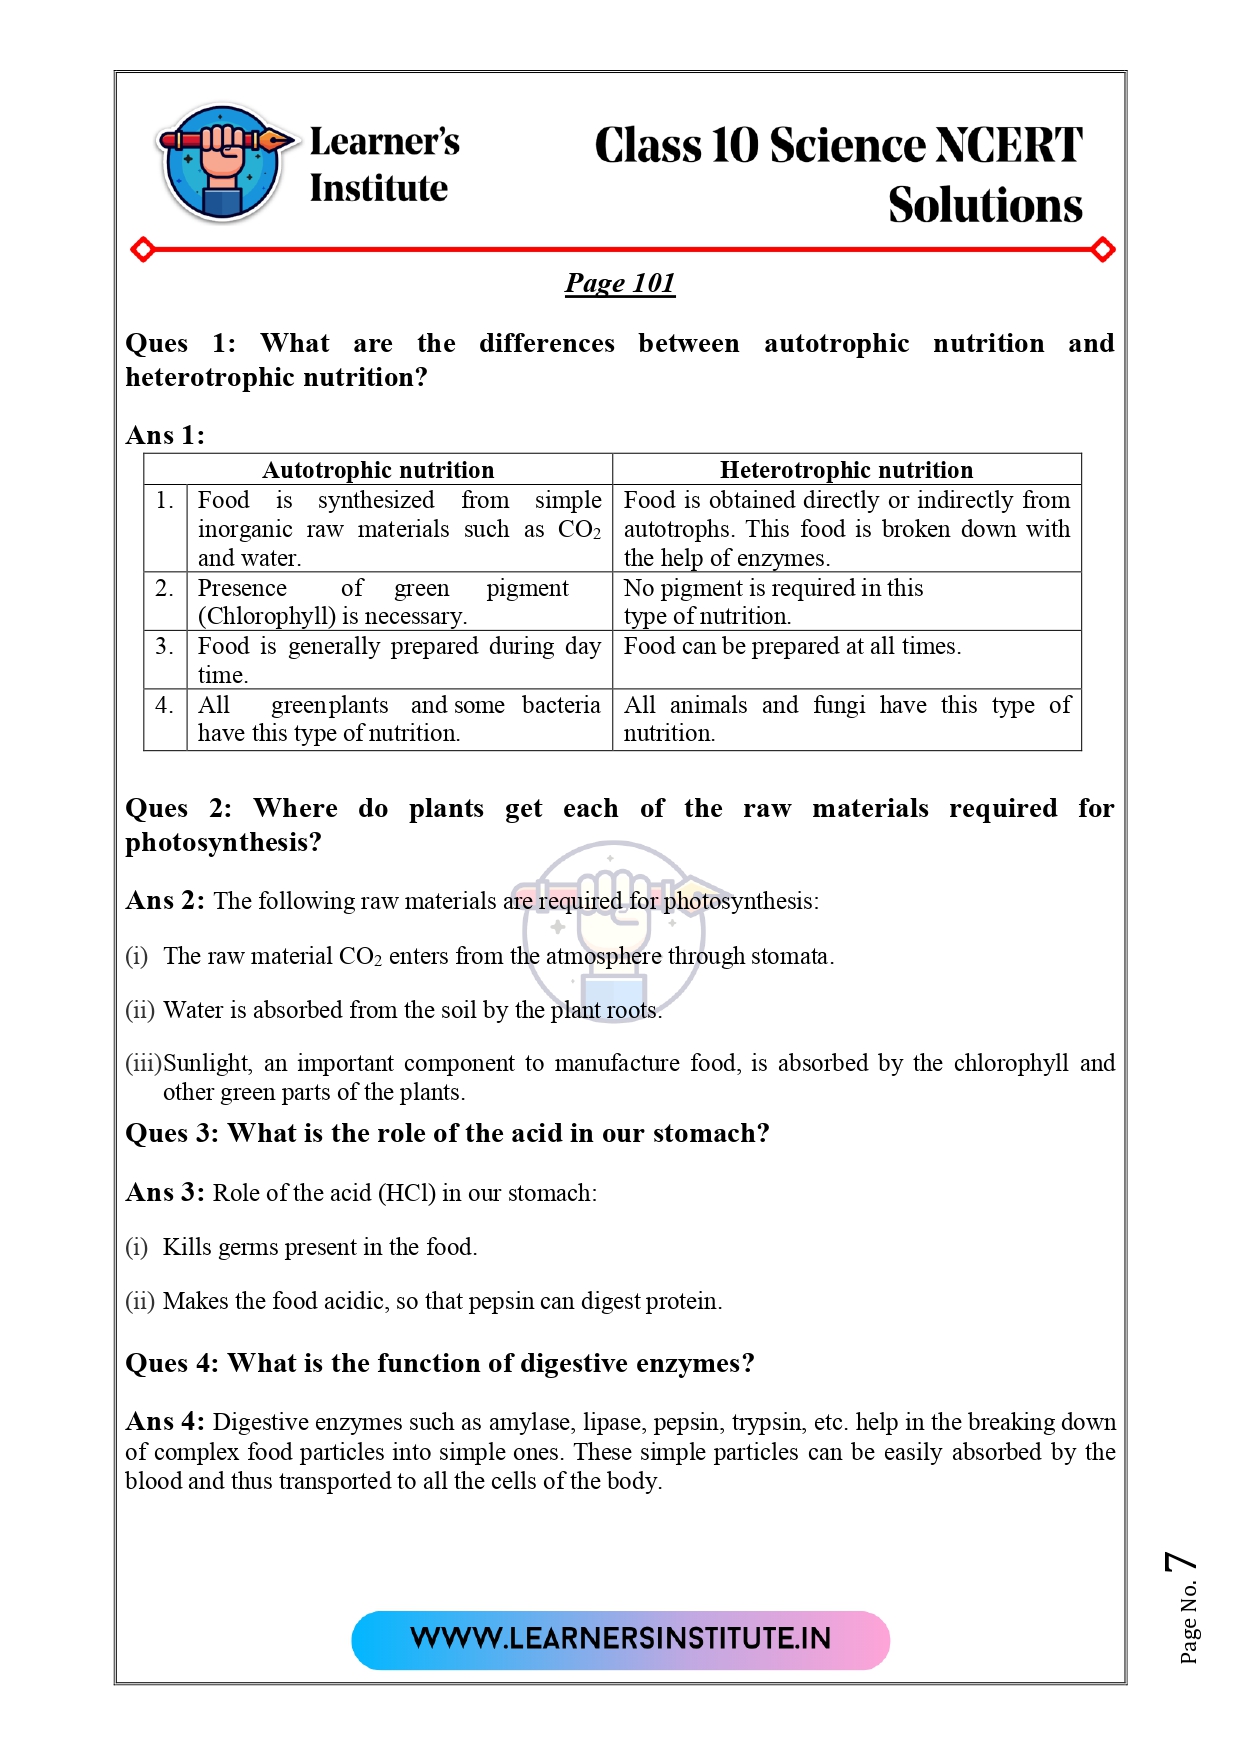 Learner's
Institute
Class 10 Science NCERT
Solutions
Page 101
Ques 1: What are the differences between autotrophic nutrition and
heterotrophic nutrition?
Ans 1:
Autotrophic nutrition Heterotrophic nutrition
1. Food is synthesized from simple
inorganic raw materials such as CO₂
and water.
Food is obtained directly or indirectly from
autotrophs. This food is broken down with
the help of enzymes.
2. Presence of green pigment
(Chlorophyll) is necessary.
No pigment is required in this
type of nutrition.
3. Food is generally prepared during day
time.
Food can be prepared at all times.
4. All greenplants and some bacteria
have this type of nutrition.
All animals and fungi have this type of
nutrition.
Ques 2: Where do plants get each of the raw materials required for
photosynthesis?
Ans 2: The following raw materials are required for photosynthesis:
(i) The raw material CO₂ enters from the atmosphere through stomata.
(ii) Water is absorbed from the soil by the plant roots.
(iii)Sunlight, an important component to manufacture food, is absorbed by the chlorophyll and
other green parts of the plants.
Ques 3: What is the role of the acid in our stomach?
Ans 3: Role of the acid (HCl) in our stomach:
(i) Kills germs present in the food.
(ii) Makes the food acidic, so that pepsin can digest protein.
Ques 4: What is the function of digestive enzymes?
Ans 4: Digestive enzymes such as amylase, lipase, pepsin, trypsin, etc. help in the breaking down
of complex food particles into simple ones. These simple particles can be easily absorbed by the
blood and thus transported to all the cells of the body.
WWW.LEARNERSINSTITUTE.IN
Page No. 7